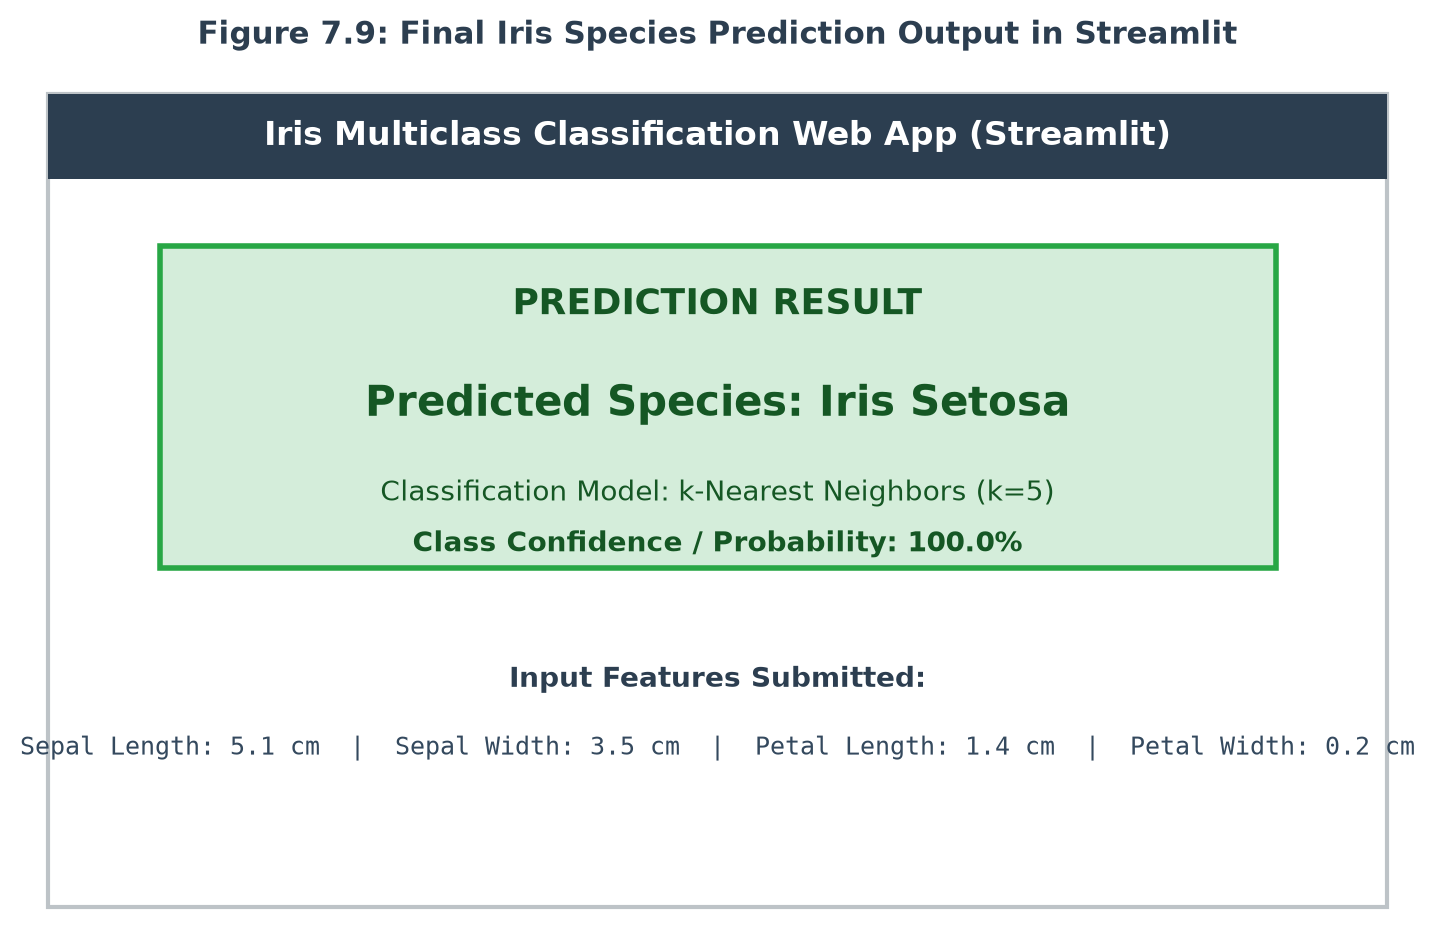 Figure 7.9: Final Iris Species Prediction Output in Streamlit
Iris Multiclass Classification Web App (Streamlit)
PREDICTION RESULT
Predicted Species: Iris Setosa
Classification Model: k-Nearest Neighbors (k=5)
Class Confidence / Probability: 100.0%
Input Features Submitted:
Sepal Length: 5.1 cm | Sepal Width: 3.5 cm | Petal Length: 1.4 cm | Petal Width: 0.2 cm